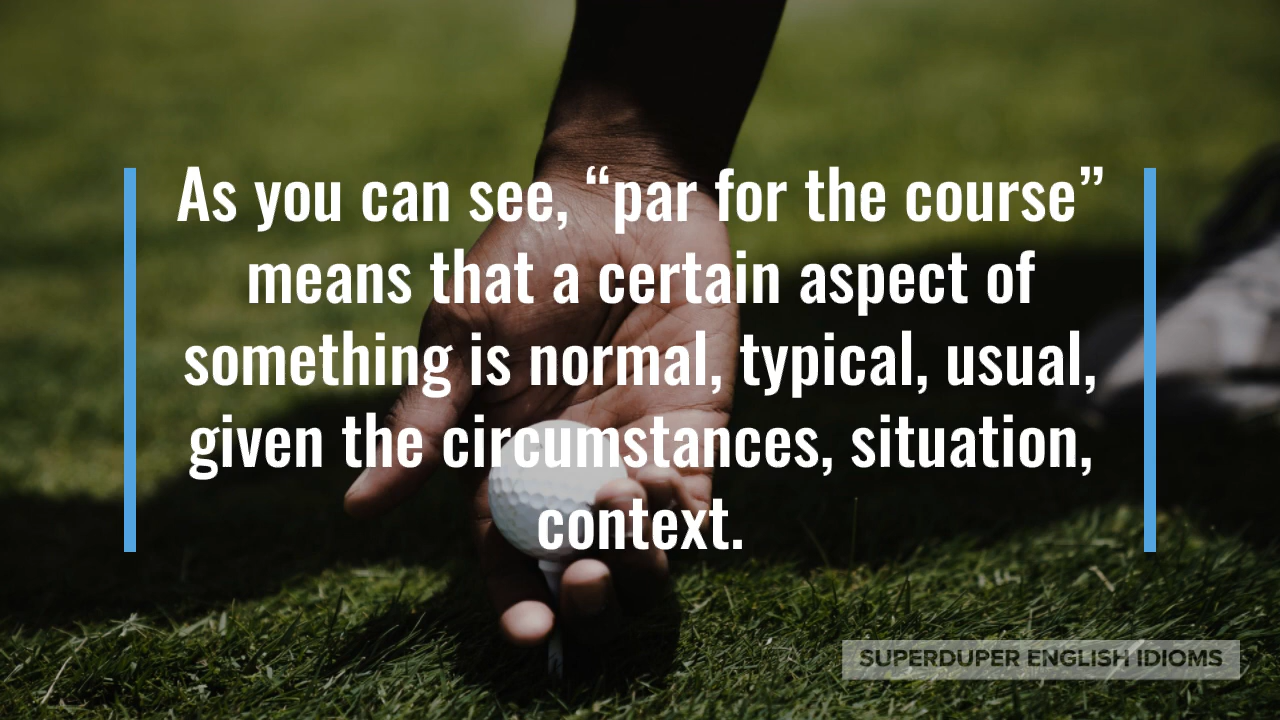 As you can see, “par for the course”
means that a certain aspect of
something is normal, typical, usual,
given the circumstances, situation,
context.
SUPERDUPER ENGLISH IDIOMS